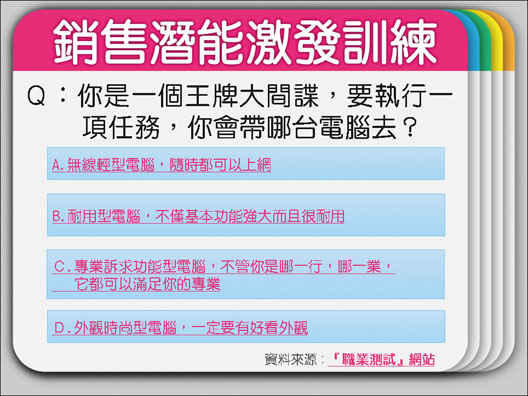 銷售潛能激發訓練
Q：你是一個王牌大間諜，要執行一
項任務，你會帶哪台電腦去？
A.無線輕型電腦，隨時都可以上網
B.耐用型電腦，不僅基本功能強大而且很耐用
C.專業訴求功能型電腦，不管你是哪一行，哪一業，
它都可以滿足你的專業
D.外觀時尚型電腦，一定要有好看外觀
資料來源：『職業測試』網站